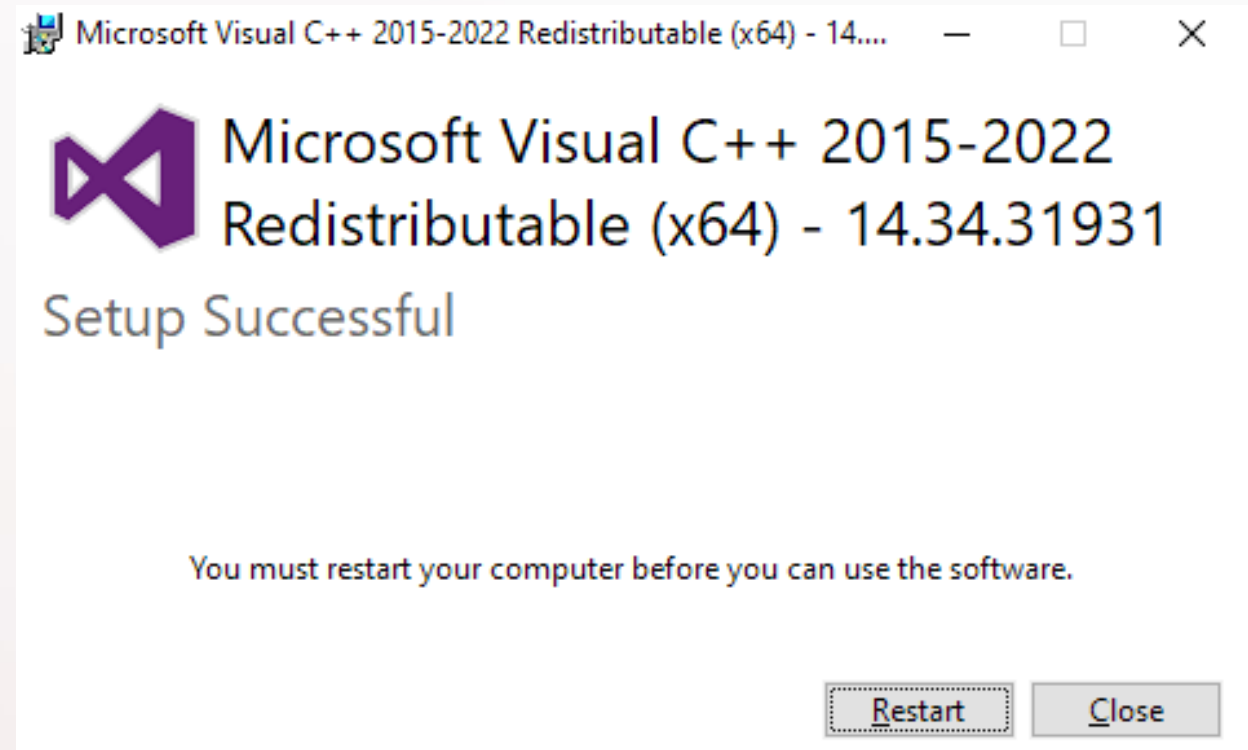 Microsoft Visual C++ 2015-2022 Redistributable (x64) - 14....
Microsoft Visual C++ 2015-2022
Redistributable (x64) - 14.34.31931
Setup Successful
You must restart your computer before you can use the software.
Restart Close